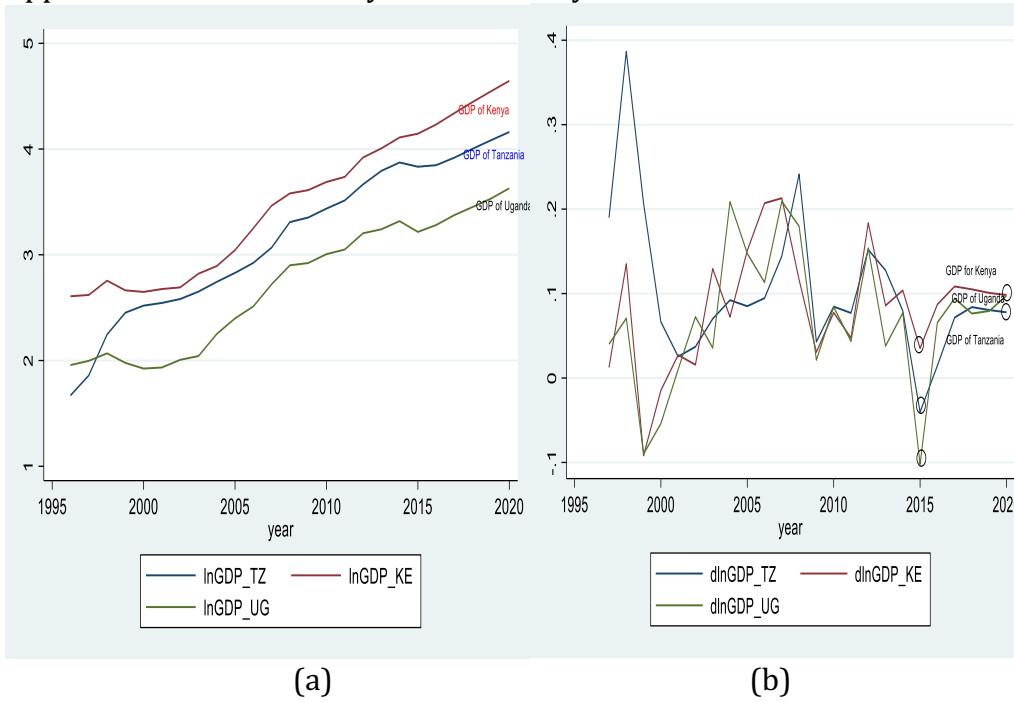 5
4
3
2
1
GDP of Kenya
GDP of Tanzania
GDP of Uganda
1995 2000 2005 2010 2015 2020
year
lnGDP_TZ lnGDP_KE
lnGDP_UG
(a)
.4
.3
.2
.1
0
-.1
GDP for Kenya
GDP of Uganda
GDP of Tanzania
1995 2000 2005 2010 2015 202
year
dlnGDP_TZ dlnGDP_KE
dlnGDP_UG
(b)